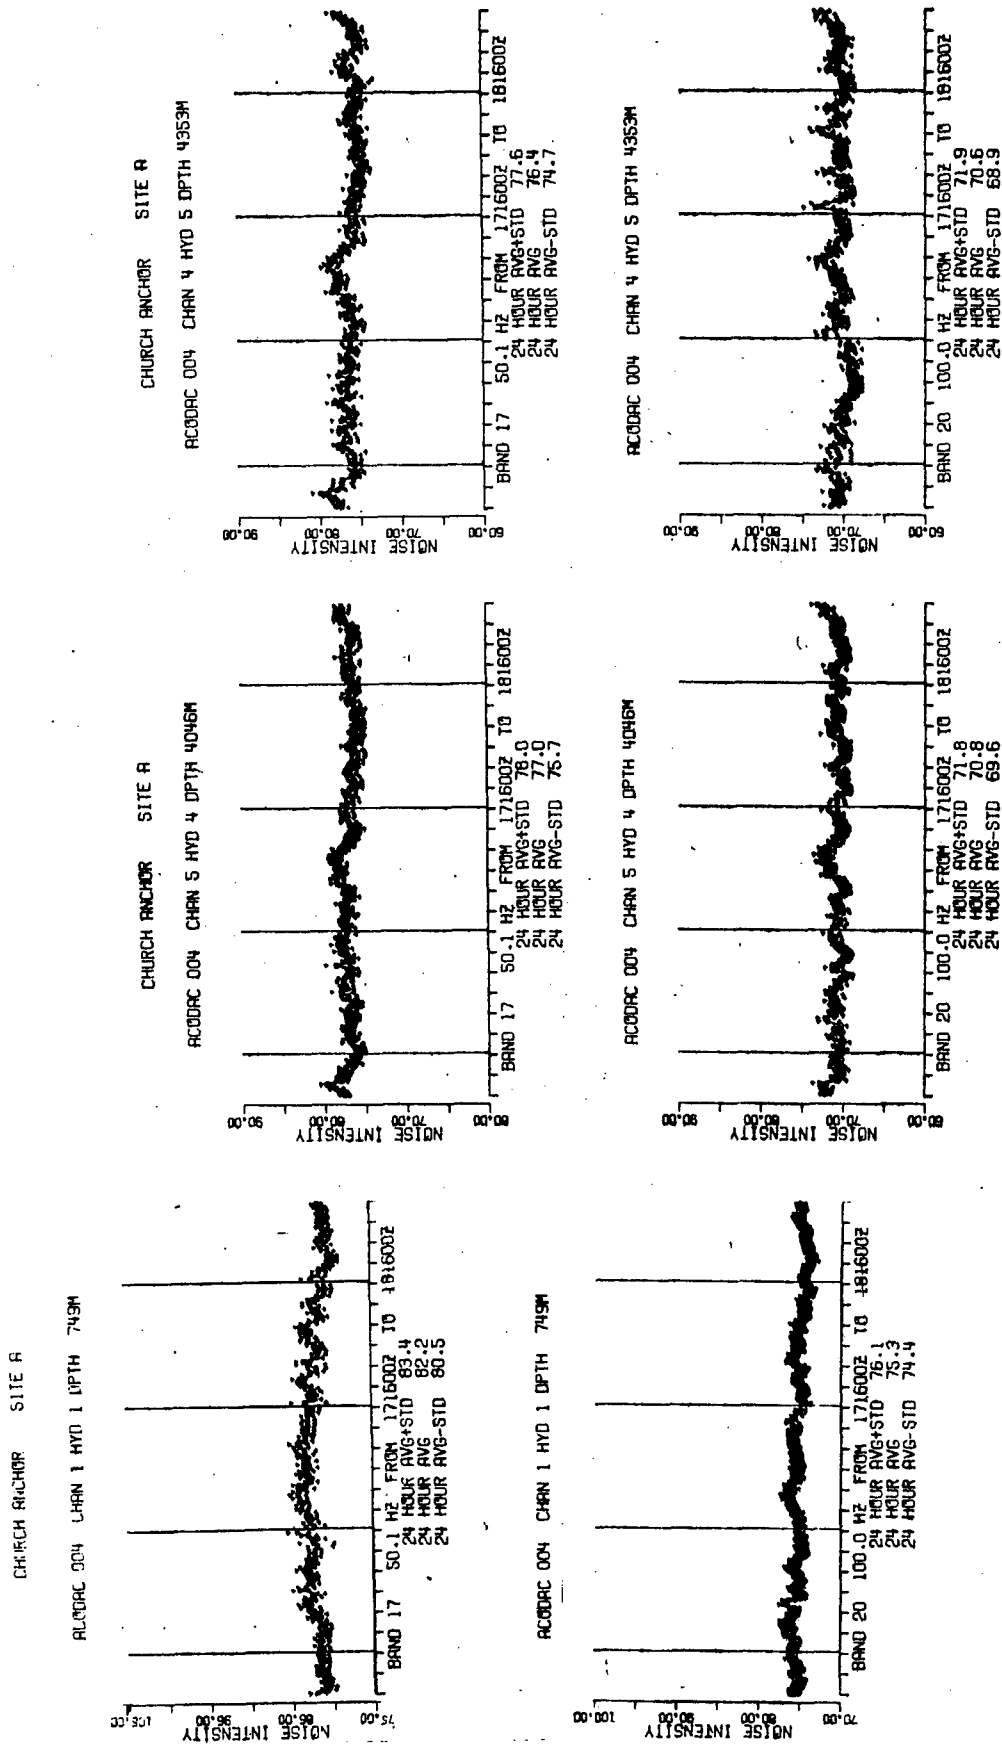 CHURCH ANCHOR SITE A
ACODAC 004 CHAN 1 HYD 1 DPTH 749M
NOISE INTENSITY
75.00
BAND 17 50.1 HZ FROM 171600Z TO 181600Z
24 HOUR AVG+STD 83.4
24 HOUR AVG 82.2
24 HOUR AVG-STD 80.5
ACODAC 004 CHAN 1 HYD 1 DPTH 749M
NOISE INTENSITY
100.00
90.00
80.00
70.00
BAND 20 100.0 HZ FROM 171600Z TO 181600Z
24 HOUR AVG+STD 76.1
24 HOUR AVG 75.3
24 HOUR AVG-STD 74.4
CHURCH ANCHOR SITE A
ACODAC 004 CHAN 5 HYD 4 DPTH 4046M
NOISE INTENSITY
90.00
80.00
70.00
60.00
BAND 17 50.1 HZ FROM 171600Z TO 181600Z
24 HOUR AVG+STD 78.0
24 HOUR AVG 77.0
24 HOUR AVG-STD 75.7
ACODAC 004 CHAN 5 HYD 4 DPTH 4046M
NOISE INTENSITY
90.00
80.00
70.00
60.00
BAND 20 100.0 HZ FROM 171600Z TO 181600Z
24 HOUR AVG+STD 71.8
24 HOUR AVG 70.8
24 HOUR AVG-STD 69.6
CHURCH ANCHOR SITE A
ACODAC 004 CHAN 4 HYD 5 DPTH 4353M
NOISE INTENSITY
90.00
80.00
70.00
60.00
BAND 17 50.1 HZ FROM 171600Z TO 181600Z
24 HOUR AVG+STD 77.6
24 HOUR AVG 76.4
24 HOUR AVG-STD 74.7
ACODAC 004 CHAN 4 HYD 5 DPTH 4353M
NOISE INTENSITY
90.00
80.00
70.00
60.00
BAND 20 100.0 HZ FROM 171600Z TO 181600Z
24 HOUR AVG+STD 71.9
24 HOUR AVG 70.6
24 HOUR AVG-STD 68.9